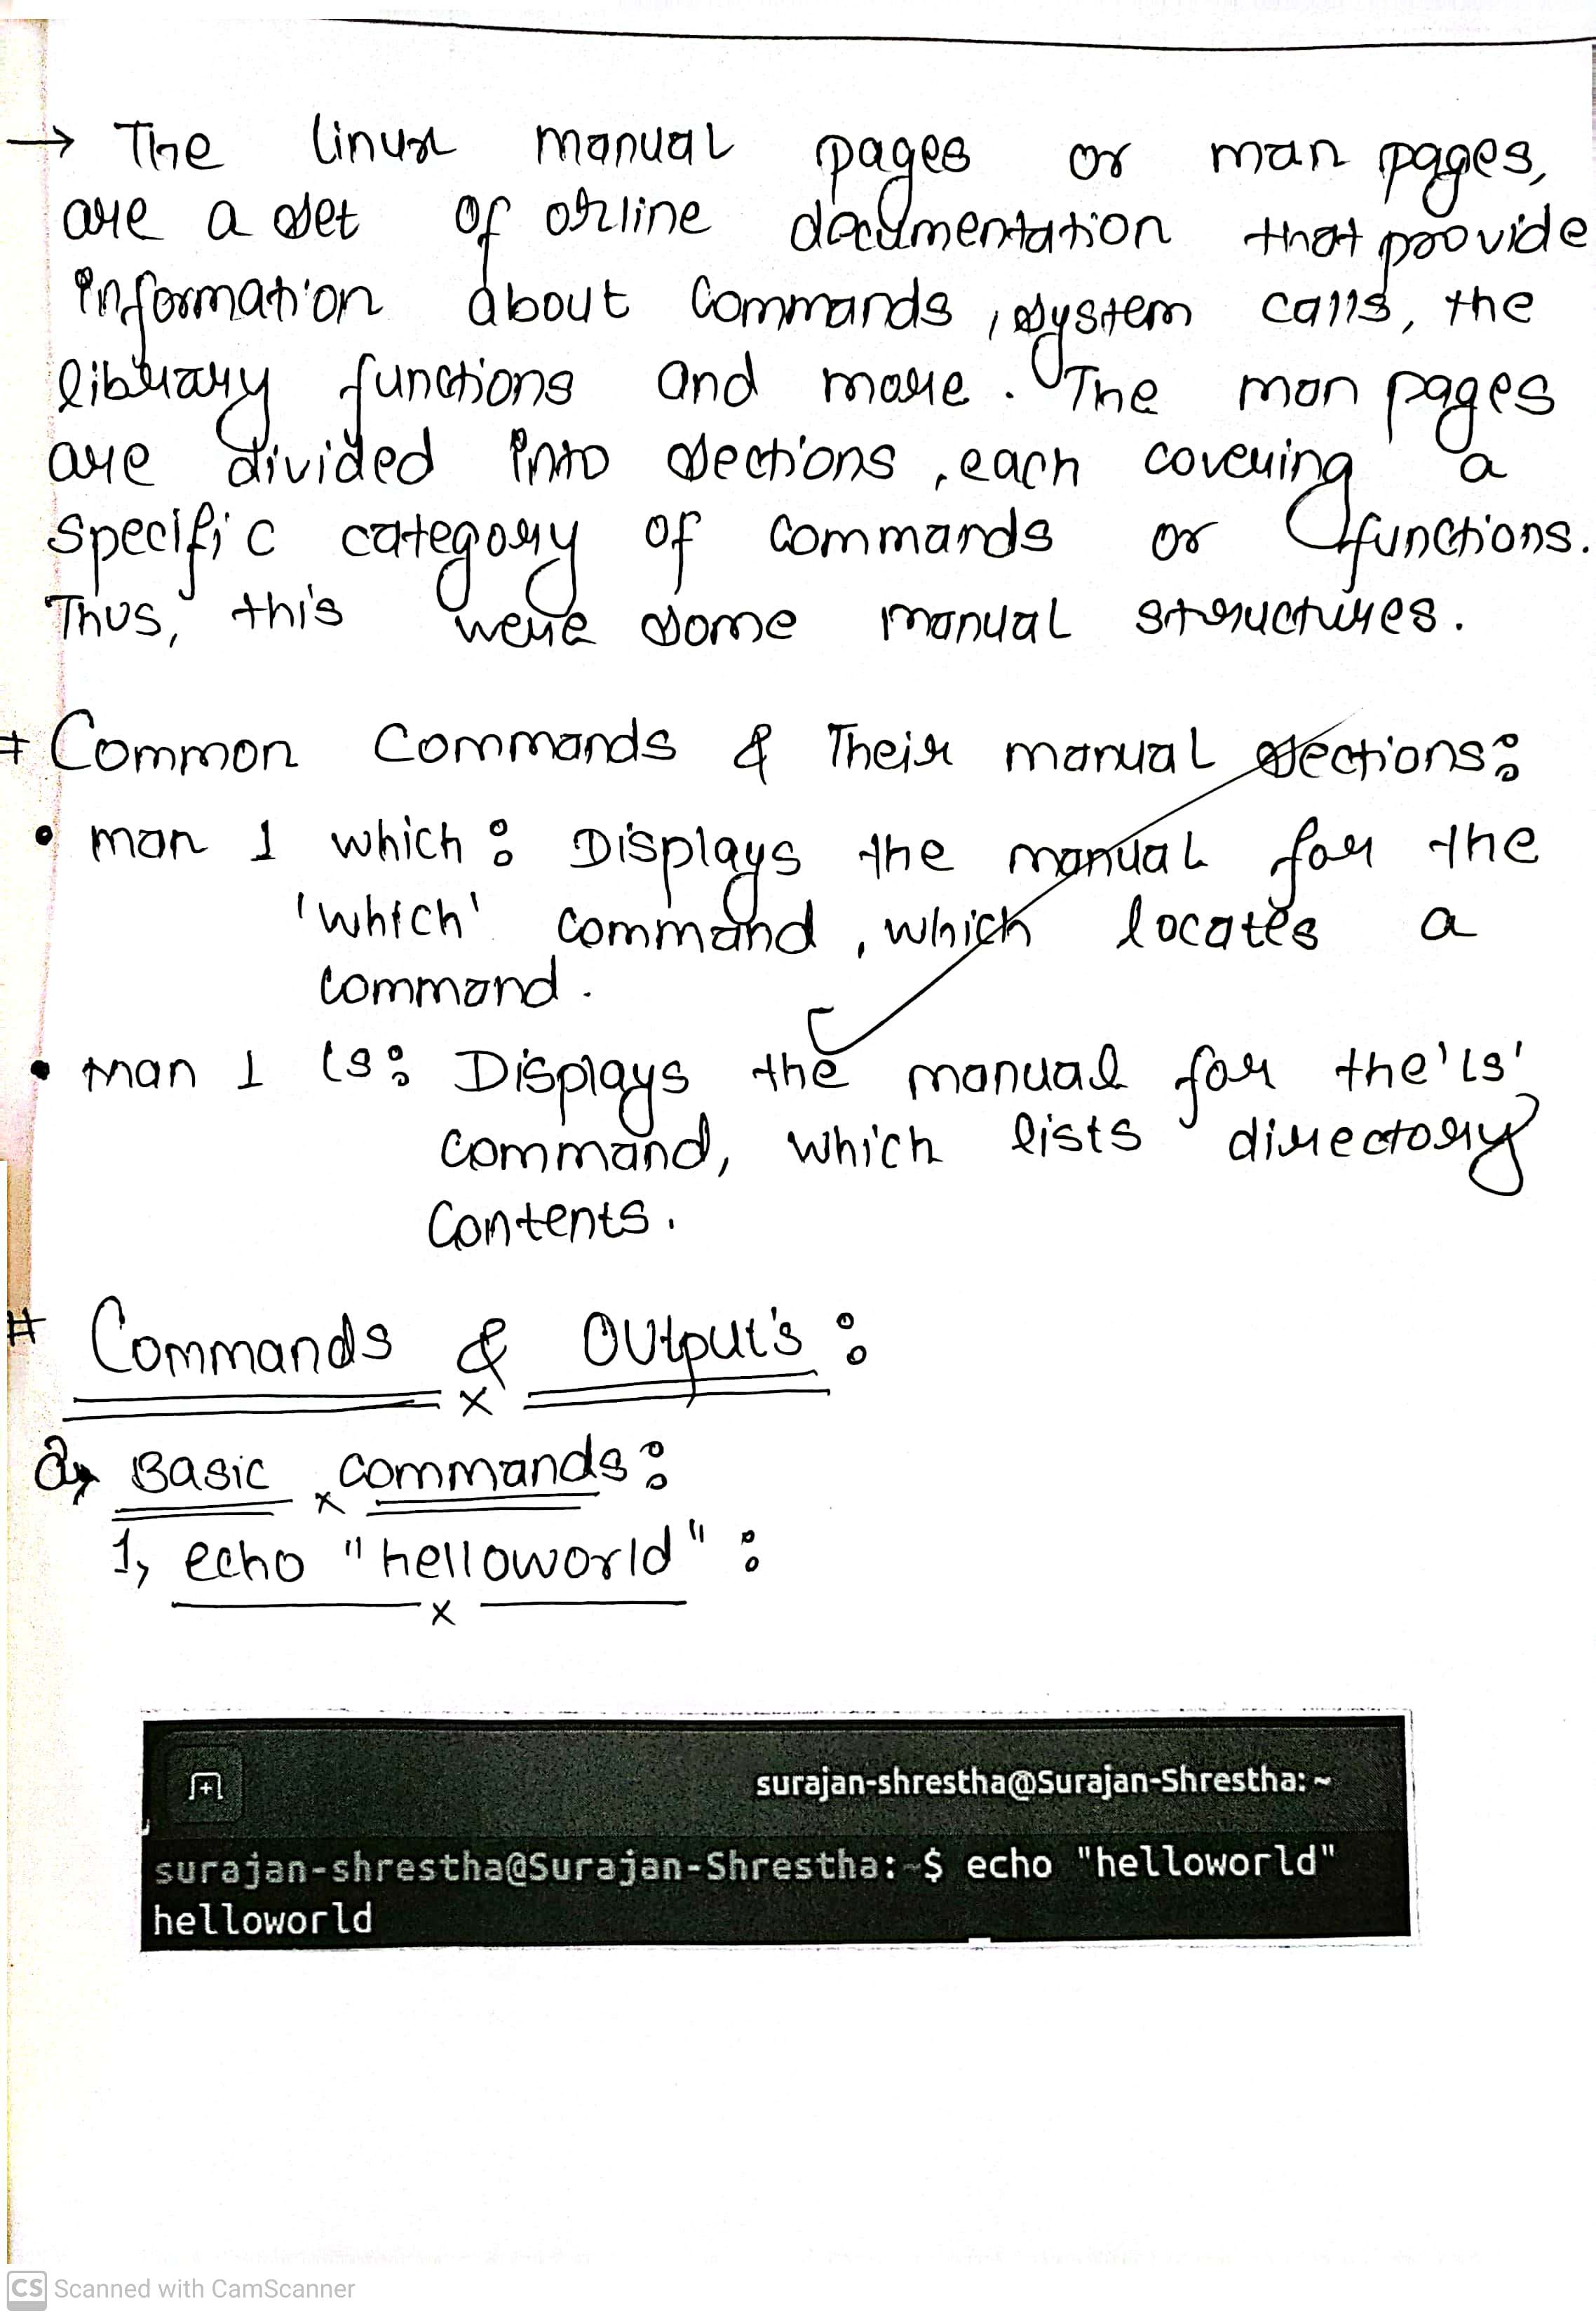 → The linux manual pages or man pages,
are a set of online documentation that provide
information about commands, system calls, the
library functions and more. The man pages
are divided into sections, each covering a
specific category of commands or functions.
Thus, this were some manual structures.
# Common Commands & Their manual sections:
• man 1 which: Displays the manual for the
'which' command, which locates a
command.
• man 1 ls: Displays the manual for the 'ls'
command, which lists directory
contents.
# Commands & Output's:
a, Basic commands:
1, echo "helloworld":
surajan-shrestha@Surajan-Shrestha: ~
surajan-shrestha@Surajan-Shrestha:~$ echo "helloworld"
helloworld
CS Scanned with CamScanner